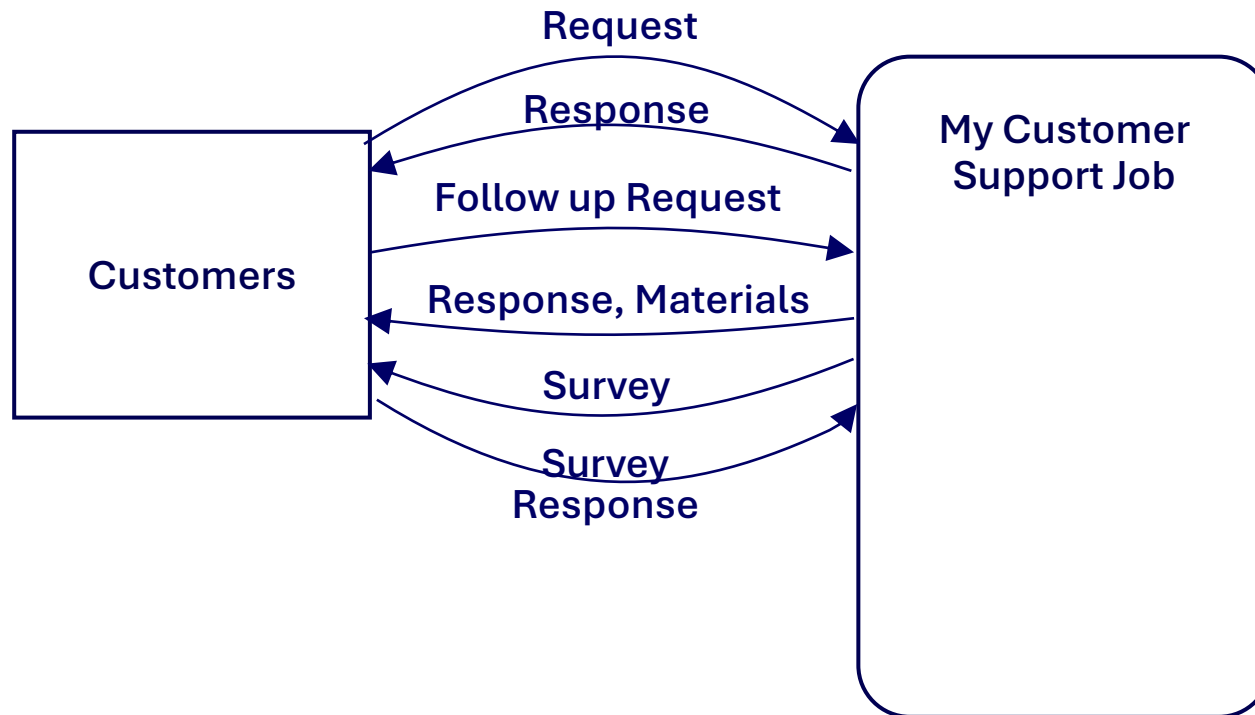 Request
Response
My Customer
Support Job
Follow up Request
Customers
Response, Materials
Survey
Survey
Response